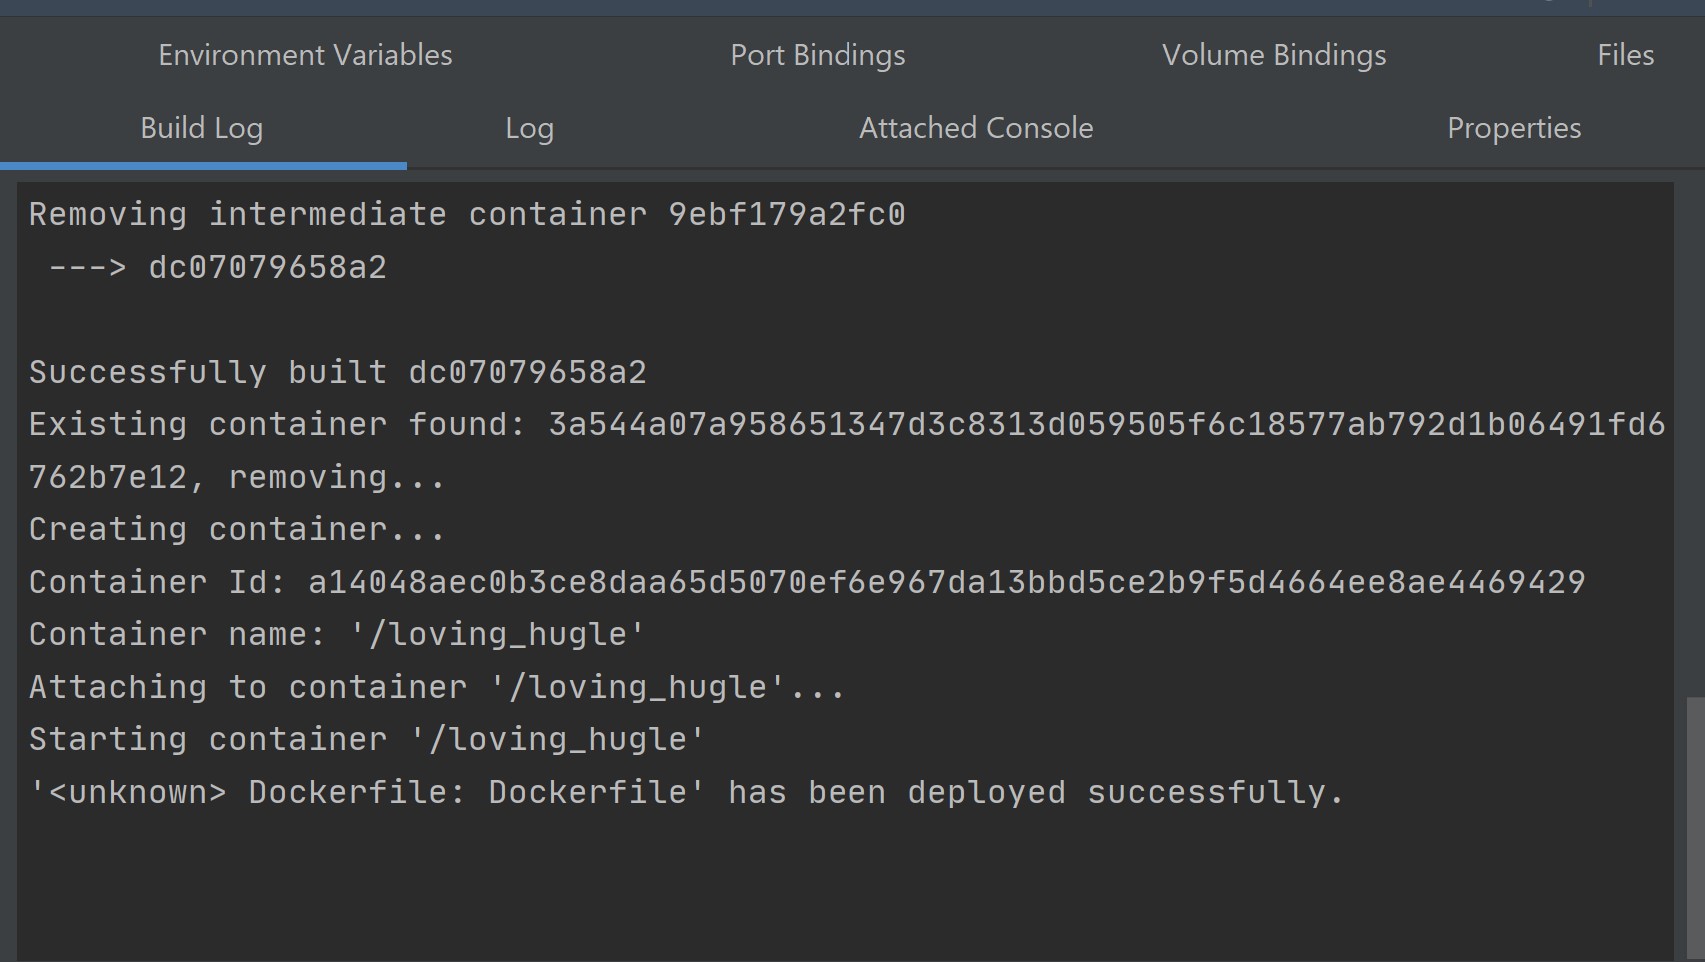 Environment Variables Port Bindings Volume Bindings Files
Build Log Log Attached Console Properties
Removing intermediate container 9ebf179a2fc0
---> dc07079658a2
Successfully built dc07079658a2
Existing container found: 3a544a07a958651347d3c8313d059505f6c18577ab792d1b06491fd6
762b7e12, removing...
Creating container...
Container Id: a14048aec0b3ce8daa65d5070ef6e967da13bbd5ce2b9f5d4664ee8ae4469429
Container name: '/loving_hugle'
Attaching to container '/loving_hugle'...
Starting container '/loving_hugle'
'<unknown> Dockerfile: Dockerfile' has been deployed successfully.